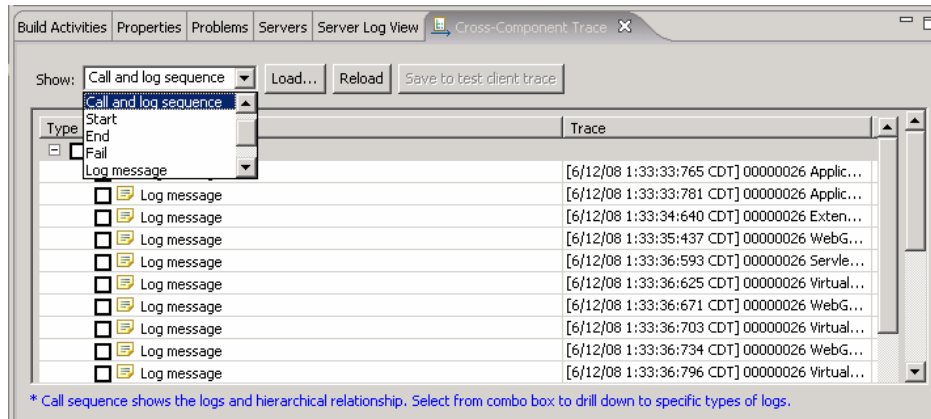 Build Activities Properties Problems Servers Server Log View Cross-Component Trace
Show: Call and log sequence Load... Reload Save to test client trace
Call and log sequence
Start
End
Fail
Log message
Type Trace
[6/12/08 1:33:33:765 CDT] 00000026 Applic...
Log message [6/12/08 1:33:33:781 CDT] 00000026 Applic...
Log message [6/12/08 1:33:34:640 CDT] 00000026 Exten...
Log message [6/12/08 1:33:35:437 CDT] 00000026 WebG...
Log message [6/12/08 1:33:36:593 CDT] 00000026 Servle...
Log message [6/12/08 1:33:36:625 CDT] 00000026 Virtual...
Log message [6/12/08 1:33:36:671 CDT] 00000026 WebG...
Log message [6/12/08 1:33:36:703 CDT] 00000026 Virtual...
Log message [6/12/08 1:33:36:734 CDT] 00000026 WebG...
Log message [6/12/08 1:33:36:796 CDT] 00000026 Virtual...
* Call sequence shows the logs and hierarchical relationship. Select from combo box to drill down to specific types of logs.